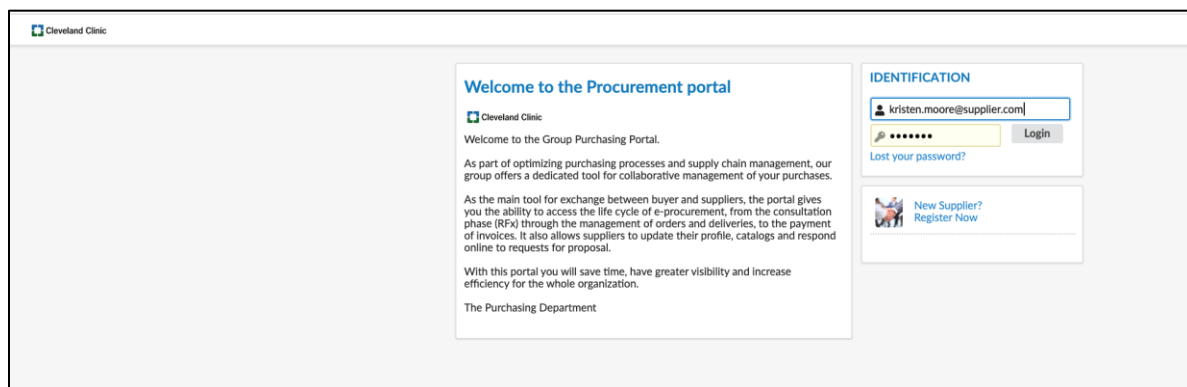 Cleveland Clinic
Welcome to the Procurement portal
Cleveland Clinic
Welcome to the Group Purchasing Portal.
As part of optimizing purchasing processes and supply chain management, our
group offers a dedicated tool for collaborative management of your purchases.
As the main tool for exchange between buyer and suppliers, the portal gives
you the ability to access the life cycle of e-procurement, from the consultation
phase (RFx) through the management of orders and deliveries, to the payment
of invoices. It also allows suppliers to update their profile, catalogs and respond
online to requests for proposal.
With this portal you will save time, have greater visibility and increase
efficiency for the whole organization.
The Purchasing Department
IDENTIFICATION
kristen.moore@supplier.com
•••••••
Login
Lost your password?
New Supplier?
Register Now